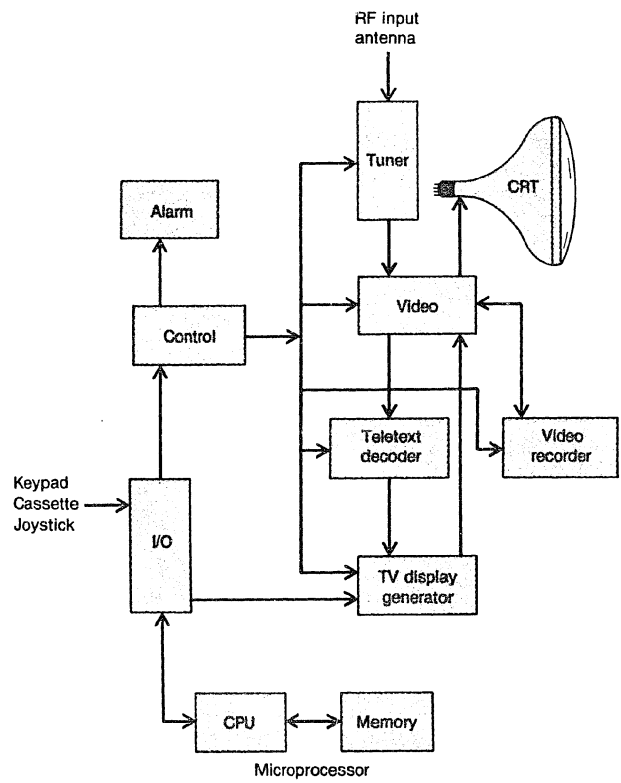 RF input
antenna
Tuner
CRT
Alarm
Video
Control
Teletext
decoder
Video
recorder
Keypad
Cassette
Joystick
I/O
TV display
generator
CPU
Memory
Microprocessor